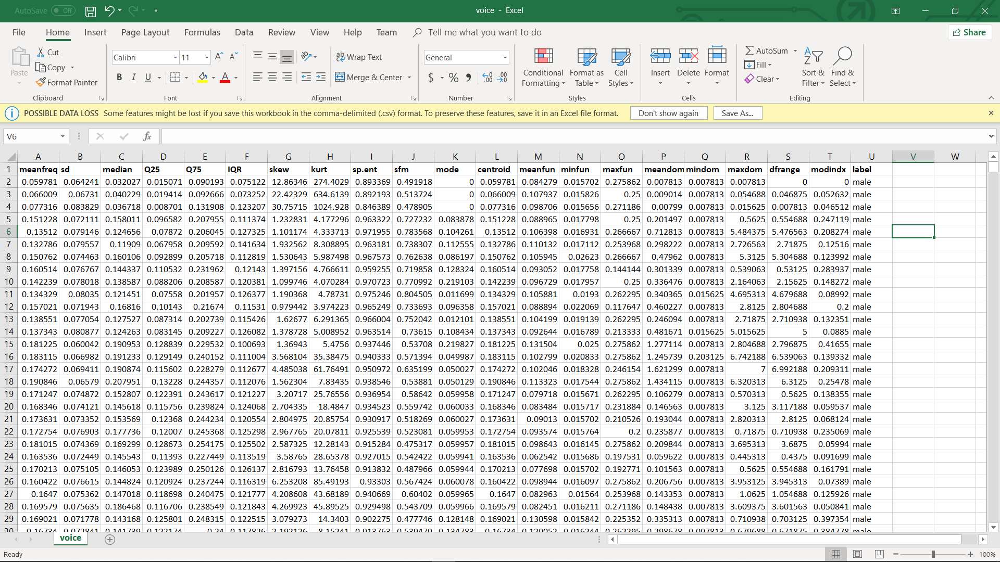 AutoSave Off
voice - Excel
File Home Insert Page Layout Formulas Data Review View Help Team Tell me what you want to do Share
Paste
Cut
Copy
Format Painter
Clipboard
Calibri 11 A A
B I U A
Font
Wrap Text
Merge & Center
Alignment
General
$ % 9 .00 .00
Number
Conditional Formatting
Format as Table
Cell Styles
Styles
Insert Delete Format
Cells
AutoSum
Fill
Clear
Sort & Filter
Find & Select
Editing
POSSIBLE DATA LOSS Some features might be lost if you save this workbook in the comma-delimited (.csv) format. To preserve these features, save it in an Excel file format. Don't show again Save As...
V6 fx
A B C D E F G H I J K L M N O P Q R S T U V W
1 meanfreq sd median Q25 Q75 IQR skew kurt sp.ent sfm mode centroid meanfun minfun maxfun meandom mindom maxdom dfrange modindx label
2 0.059781 0.064241 0.032027 0.015071 0.090193 0.075122 12.86346 274.4029 0.893369 0.491918 0 0.059781 0.084279 0.015702 0.275862 0.007813 0.007813 0.007813 0 0 male
3 0.066009 0.06731 0.040229 0.019414 0.092666 0.073252 22.42329 634.6139 0.892193 0.513724 0 0.066009 0.107937 0.015826 0.25 0.009014 0.007813 0.054688 0.046875 0.052632 male
4 0.077316 0.083829 0.036718 0.008701 0.131908 0.123207 30.75715 1024.928 0.846389 0.478905 0 0.077316 0.098706 0.015656 0.271186 0.00799 0.007813 0.015625 0.007813 0.046512 male
5 0.151228 0.072111 0.158011 0.096582 0.207955 0.111374 1.232831 4.177296 0.963322 0.727232 0.083878 0.151228 0.088965 0.017798 0.25 0.201497 0.007813 0.5625 0.554688 0.247119 male
6 0.13512 0.079146 0.124656 0.07872 0.206045 0.127325 1.101174 4.333713 0.971955 0.783568 0.104261 0.13512 0.106398 0.016931 0.266667 0.712813 0.007813 5.484375 5.476563 0.208274 male
7 0.132786 0.079557 0.11909 0.067958 0.209592 0.141634 1.932562 8.308895 0.963181 0.738307 0.112555 0.132786 0.110132 0.017112 0.253968 0.298222 0.007813 2.726563 2.71875 0.12516 male
8 0.150762 0.074463 0.160106 0.092899 0.205718 0.112819 1.530643 5.987498 0.967573 0.762638 0.086197 0.150762 0.105945 0.02623 0.266667 0.47962 0.007813 5.3125 5.304688 0.123992 male
9 0.160514 0.076767 0.144337 0.110532 0.231962 0.12143 1.397156 4.766611 0.959255 0.719858 0.128324 0.160514 0.093052 0.017758 0.144144 0.301339 0.007813 0.539063 0.53125 0.283937 male
10 0.142239 0.078018 0.138587 0.088206 0.208587 0.120381 1.099746 4.070284 0.970723 0.770992 0.219103 0.142239 0.096729 0.017957 0.25 0.336476 0.007813 2.164063 2.15625 0.148272 male
11 0.134329 0.08035 0.121451 0.07558 0.201957 0.126377 1.190368 4.78731 0.975246 0.804505 0.011699 0.134329 0.105881 0.0193 0.262295 0.340365 0.015625 4.695313 4.679688 0.08992 male
12 0.157021 0.071943 0.16816 0.10143 0.21674 0.11531 0.979442 3.974223 0.965249 0.733693 0.096358 0.157021 0.088894 0.022069 0.117647 0.460227 0.007813 2.8125 2.804688 0.2 male
13 0.138551 0.077054 0.127527 0.087314 0.202739 0.115426 1.62677 6.291365 0.966004 0.752042 0.012101 0.138551 0.104199 0.019139 0.262295 0.246094 0.007813 2.71875 2.710938 0.132351 male
14 0.137343 0.080877 0.124263 0.083145 0.209227 0.126082 1.378728 5.008952 0.963514 0.73615 0.108434 0.137343 0.092644 0.016789 0.213333 0.481671 0.015625 5.015625 5 0.0885 male
15 0.181225 0.060042 0.190953 0.128839 0.229532 0.100693 1.36943 5.4756 0.937446 0.53708 0.219827 0.181225 0.131504 0.025 0.275862 1.277114 0.007813 2.804688 2.796875 0.41655 male
16 0.183115 0.066982 0.191233 0.129149 0.240152 0.111004 3.568104 35.38475 0.940333 0.571394 0.049987 0.183115 0.102799 0.020833 0.275862 1.245739 0.203125 6.742188 6.539063 0.139332 male
17 0.174272 0.069411 0.190874 0.115602 0.228279 0.112677 4.485038 61.76491 0.950972 0.635199 0.050027 0.174272 0.102046 0.018328 0.246154 1.621299 0.007813 7 6.992188 0.209311 male
18 0.190846 0.06579 0.207951 0.13228 0.244357 0.112076 1.562304 7.83435 0.938546 0.53881 0.050129 0.190846 0.113323 0.017544 0.275862 1.434115 0.007813 6.320313 6.3125 0.25478 male
19 0.171247 0.074872 0.152807 0.122391 0.243617 0.121227 3.20717 25.76556 0.936954 0.58642 0.059958 0.171247 0.079718 0.015671 0.262295 0.106279 0.007813 0.570313 0.5625 0.138355 male
20 0.168346 0.074121 0.145618 0.115756 0.239824 0.124068 2.704335 18.4847 0.934523 0.559742 0.060033 0.168346 0.083484 0.015717 0.231884 0.146563 0.007813 3.125 3.117188 0.059537 male
21 0.173631 0.073352 0.153569 0.12368 0.244234 0.120554 2.804975 20.85754 0.930917 0.518269 0.060027 0.173631 0.09013 0.015702 0.210526 0.193044 0.007813 2.820313 2.8125 0.068124 male
22 0.172754 0.076903 0.177736 0.12007 0.245368 0.125298 2.967765 20.07811 0.925539 0.523081 0.059953 0.172754 0.093574 0.015764 0.2 0.235877 0.007813 0.71875 0.710938 0.235069 male
23 0.181015 0.074369 0.169299 0.128673 0.254175 0.125502 2.587325 12.28143 0.915284 0.475317 0.059957 0.181015 0.098643 0.016145 0.275862 0.209844 0.007813 3.695313 3.6875 0.05994 male
24 0.163536 0.072449 0.145543 0.11393 0.227449 0.113519 3.58765 28.65378 0.927015 0.542422 0.059941 0.163536 0.062542 0.015686 0.197531 0.059622 0.007813 0.445313 0.4375 0.091699 male
25 0.170213 0.075105 0.146053 0.123989 0.250126 0.126137 2.816793 13.76458 0.913832 0.487966 0.059944 0.170213 0.077698 0.015702 0.192771 0.101563 0.007813 0.5625 0.554688 0.161791 male
26 0.160422 0.076615 0.144824 0.120924 0.237244 0.116319 6.253208 85.49193 0.93303 0.567424 0.060078 0.160422 0.098944 0.016097 0.275862 0.206756 0.007813 3.953125 3.945313 0.07389 male
27 0.1647 0.075362 0.147018 0.118698 0.240475 0.121777 4.208608 43.68189 0.940669 0.60402 0.059965 0.1647 0.082963 0.01564 0.253968 0.143353 0.007813 1.0625 1.054688 0.125926 male
28 0.169579 0.075635 0.186468 0.116706 0.238549 0.121843 4.269923 45.89525 0.929498 0.543709 0.059966 0.169579 0.082451 0.016211 0.271186 0.148438 0.007813 3.609375 3.601563 0.050841 male
29 0.169021 0.071778 0.143168 0.125801 0.248315 0.122515 3.079273 14.3403 0.902275 0.477746 0.128148 0.169021 0.130598 0.015842 0.225352 0.335313 0.007813 0.710938 0.703125 0.397354 male
voice
Ready 100%